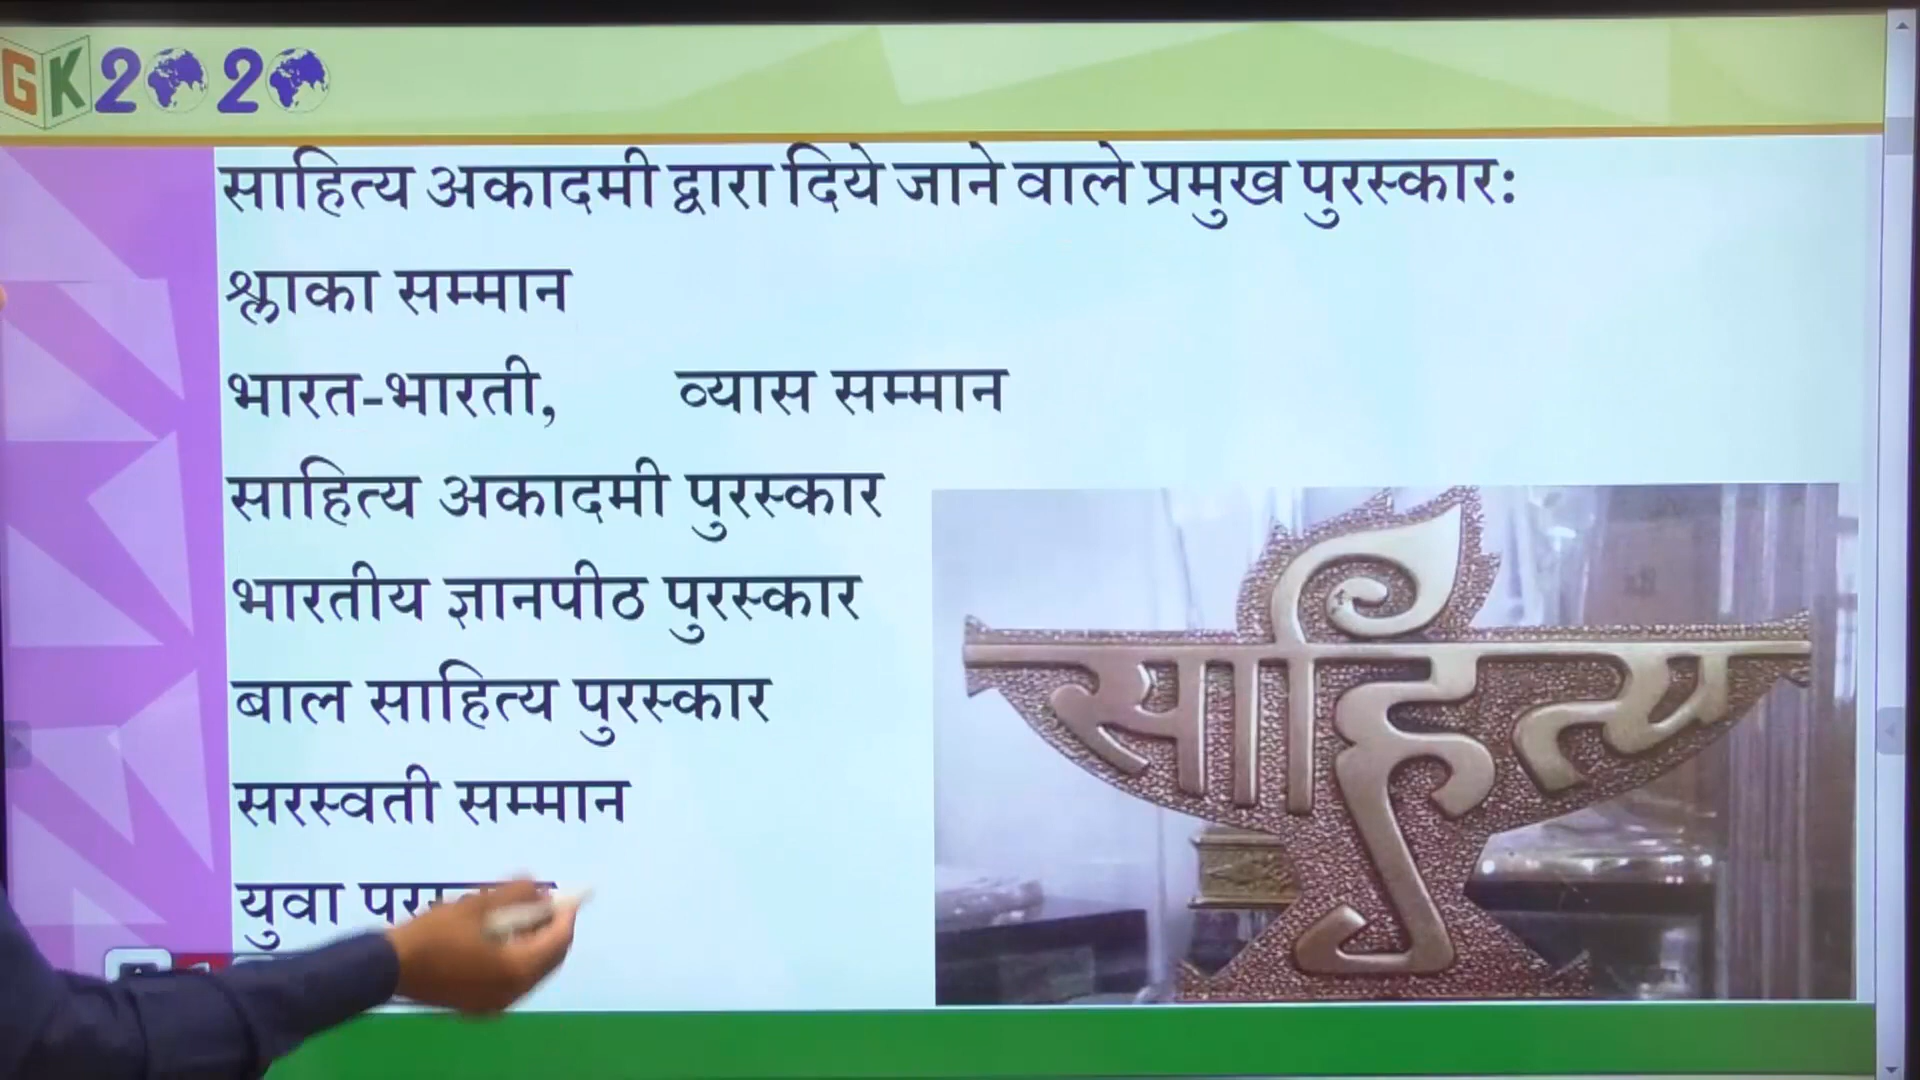 GK2020
साहित्य अकादमी द्वारा दिये जाने वाले प्रमुख पुरस्कार:
श्लाका सम्मान
भारत-भारती, व्यास सम्मान
साहित्य अकादमी पुरस्कार
भारतीय ज्ञानपीठ पुरस्कार
बाल साहित्य पुरस्कार
साहित्य
सरस्वती सम्मान
युवा